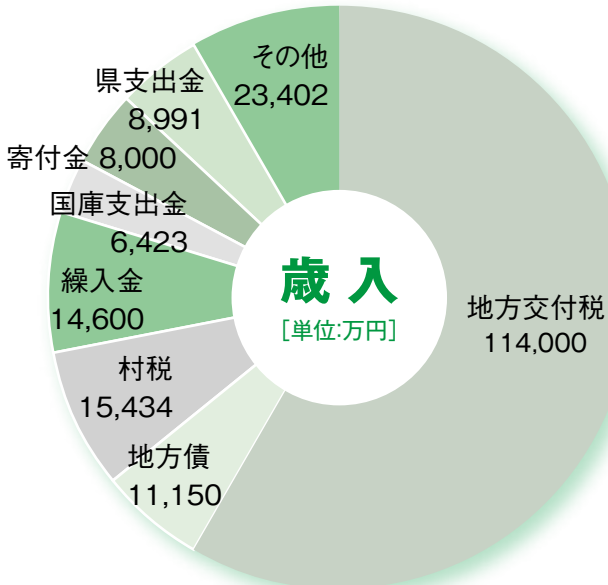 その他
23,402
県支出金
8,991
寄付金 8,000
国庫支出金
6,423
繰入金
14,600
村税
15,434
地方債
11,150
歳入
[単位:万円]
地方交付税
114,000